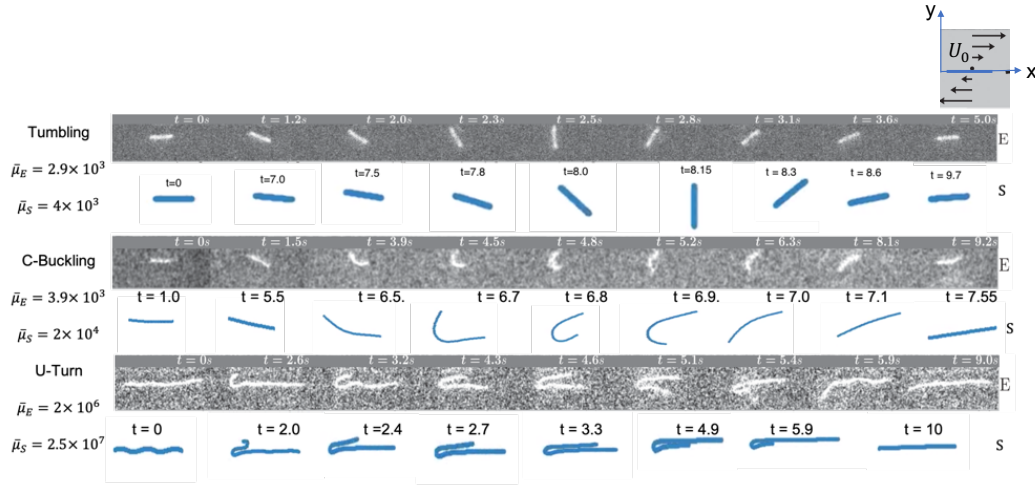 y
U₀
x
t = 0s t = 1.2s t = 2.0s t = 2.3s t = 2.5s t = 2.8s t = 3.1s t = 3.6s t = 5.0s
Tumbling E
μ̄_E = 2.9× 10³
t=0 t=7.0 t=7.5 t=7.8 t=8.0 t=8.15 t = 8.3 t = 8.6 t = 9.7
μ̄_S = 4× 10³ S
t = 0s t = 1.5s t = 3.9s t = 4.5s t = 4.8s t = 5.2s t = 6.3s t = 8.1s t = 9.2s
C-Buckling E
μ̄_E = 3.9× 10³ t = 1.0 t = 5.5 t = 6.5. t = 6.7 t = 6.8 t = 6.9. t = 7.0 t = 7.1 t = 7.55
μ̄_S = 2× 10⁴ S
t = 0s t = 2.6s t = 3.2s t = 4.3s t = 4.6s t = 5.1s t = 5.4s t = 5.9s t = 9.0s
U-Turn E
μ̄_E = 2× 10⁶
t = 0 t = 2.0 t =2.4 t = 2.7 t = 3.3 t = 4.9 t = 5.9 t = 10
μ̄_S = 2.5× 10⁷ S